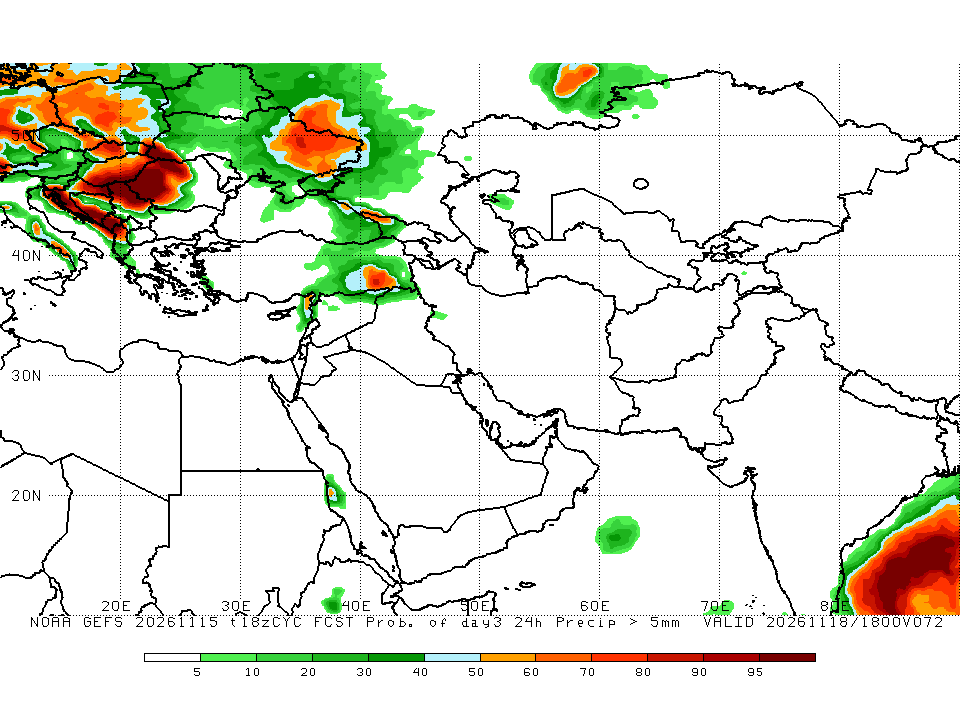 50N
40N
30N
20N
20E 30E 40E 50E 60E 70E 80E
NOAA GEFS 20261115 t18zCYC FCST Prob. of day3 24h Precip > 5mm VALID 20261118/1800V072
5 10 20 30 40 50 60 70 80 90 95